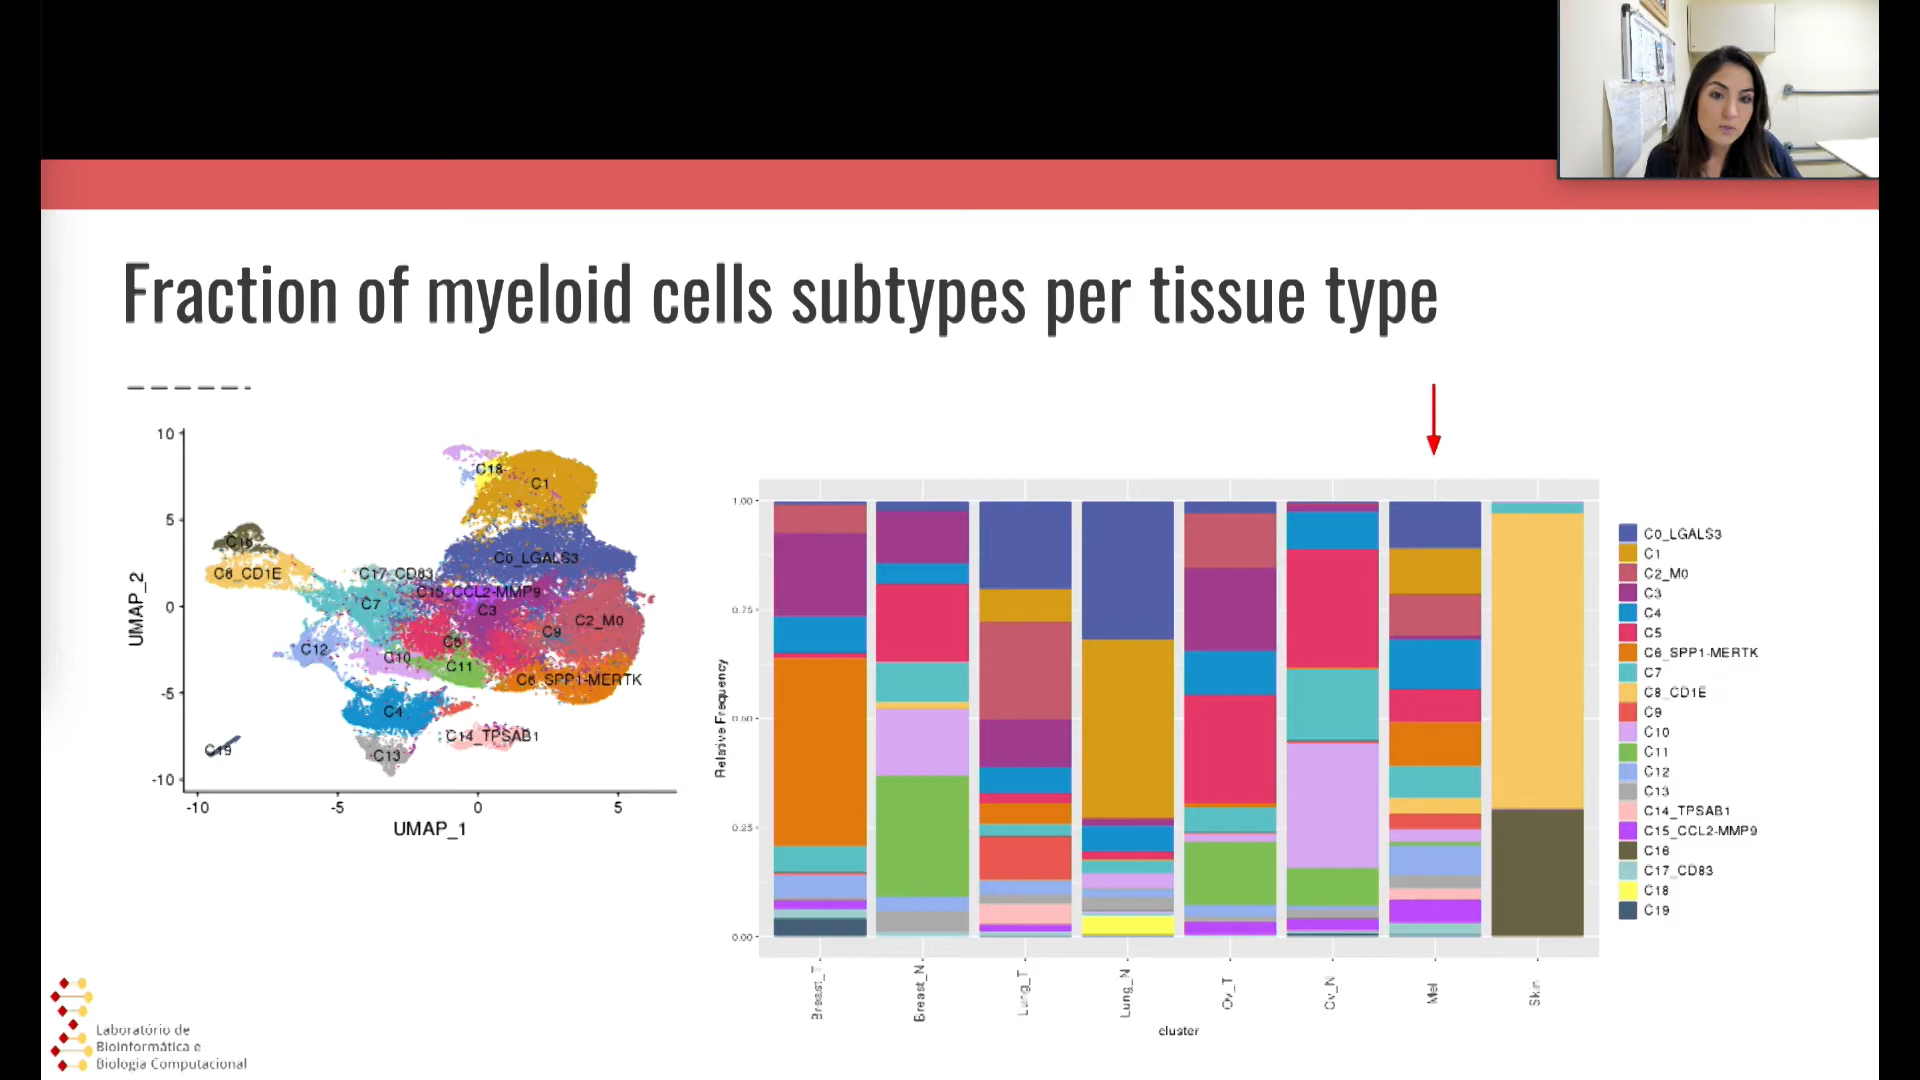 Fraction of myeloid cells subtypes per tissue type
10
5
0
-5
-10
UMAP_2
C18
C1
C16
C8_CD1E
C0_LGALS3
C17_CD83
C15_CCL2-MMP9
C7
C3
C2_M0
C9
C5
C12
C10
C11
C6_SPP1-MERTK
C4
C14_TPSAB1
C19
C13
-10
-5
0
5
UMAP_1
1.00
0.75
0.50
0.25
0.00
Relative Frequency
Breast_T
Breast_N
Lung_T
Lung_N
Ov_T
Ov_N
Mel
Skin
cluster
C0_LGALS3
C1
C2_M0
C3
C4
C5
C6_SPP1-MERTK
C7
C8_CD1E
C9
C10
C11
C12
C13
C14_TPSAB1
C15_CCL2-MMP9
C16
C17_CD83
C18
C19
Laboratório de
Bioinformática e
Biologia Computacional